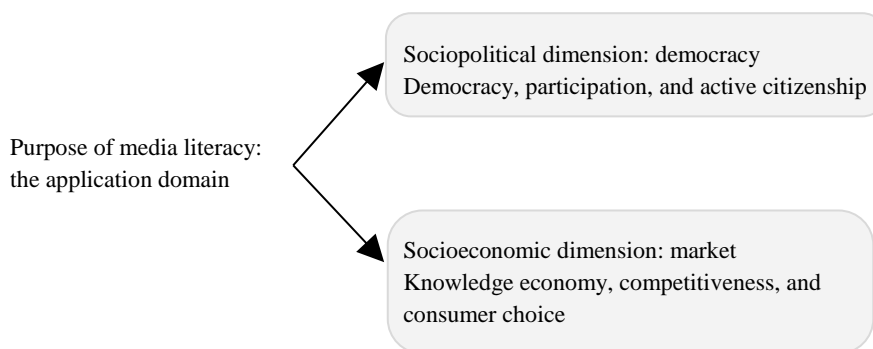 Sociopolitical dimension: democracy
Democracy, participation, and active citizenship
Purpose of media literacy:
the application domain
Socioeconomic dimension: market
Knowledge economy, competitiveness, and
consumer choice